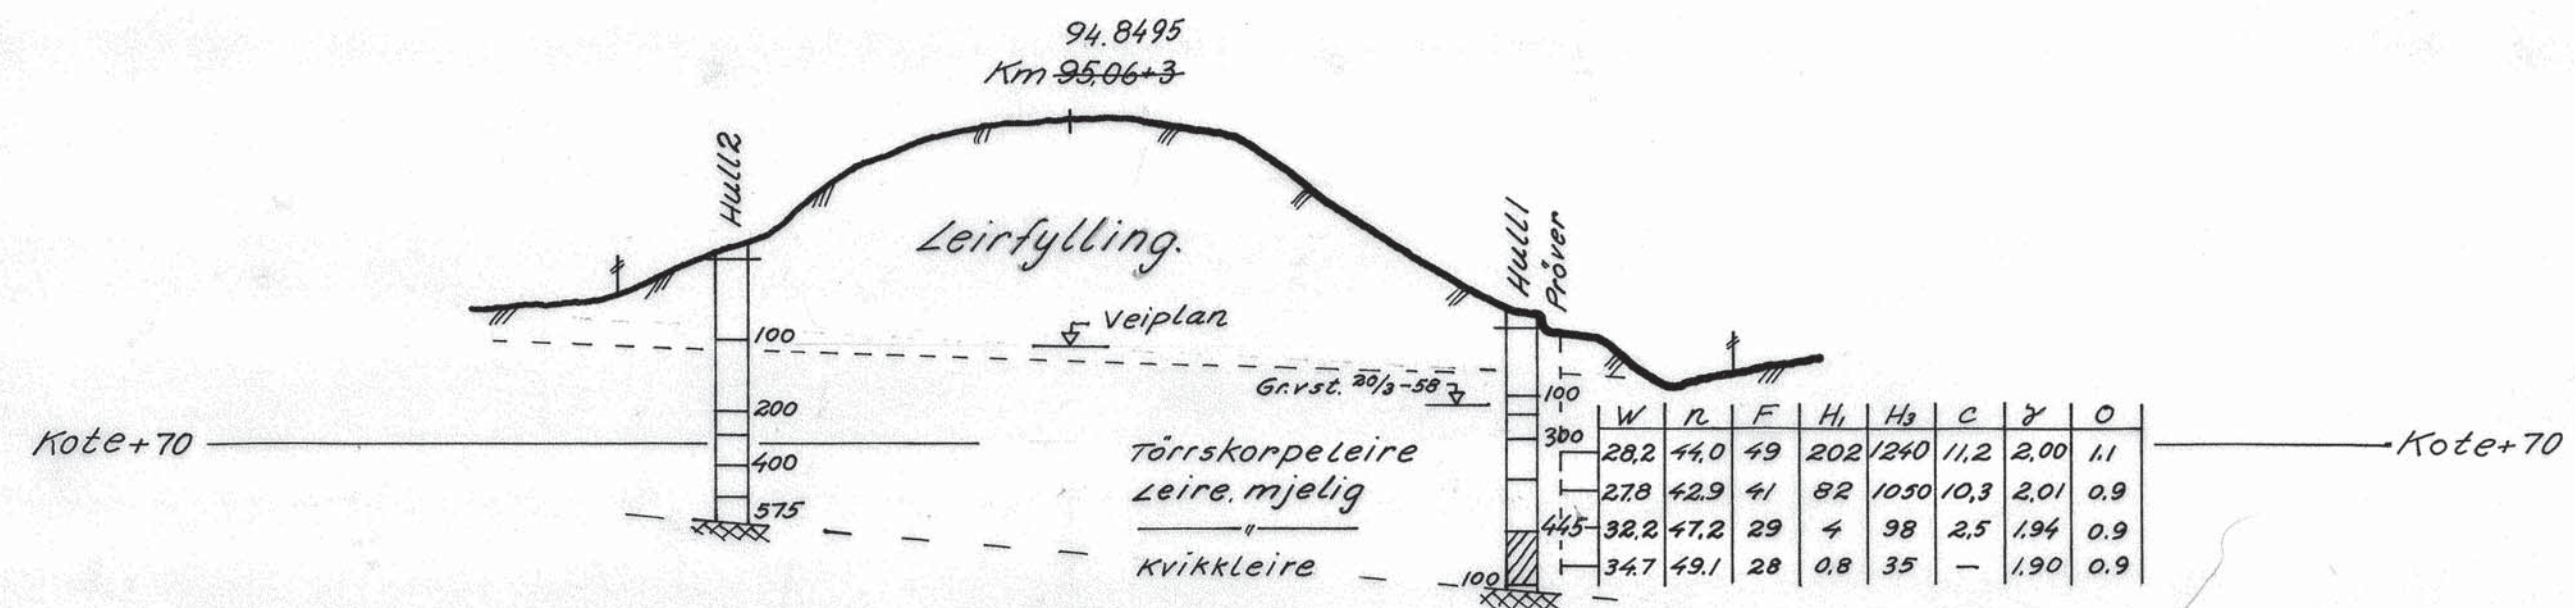 94.8495
Km 95,06+3
Hull 2
Leirfylling.
Hull 1
Pröver
Veiplan
100
200
400
575
Gr.vst. 20/3-58
100
300
445
100
Kote+70
Kote+70
Törrskorpeleire
Leire, mjelig
— " —
Kvikkleire
W n F H1 H3 C γ O
28,2 44,0 49 202 1240 11,2 2,00 1.1
27,8 42,9 41 82 1050 10,3 2,01 0.9
32,2 47,2 29 4 98 2,5 1.94 0.9
34.7 49.1 28 0,8 35 — 1.90 0.9